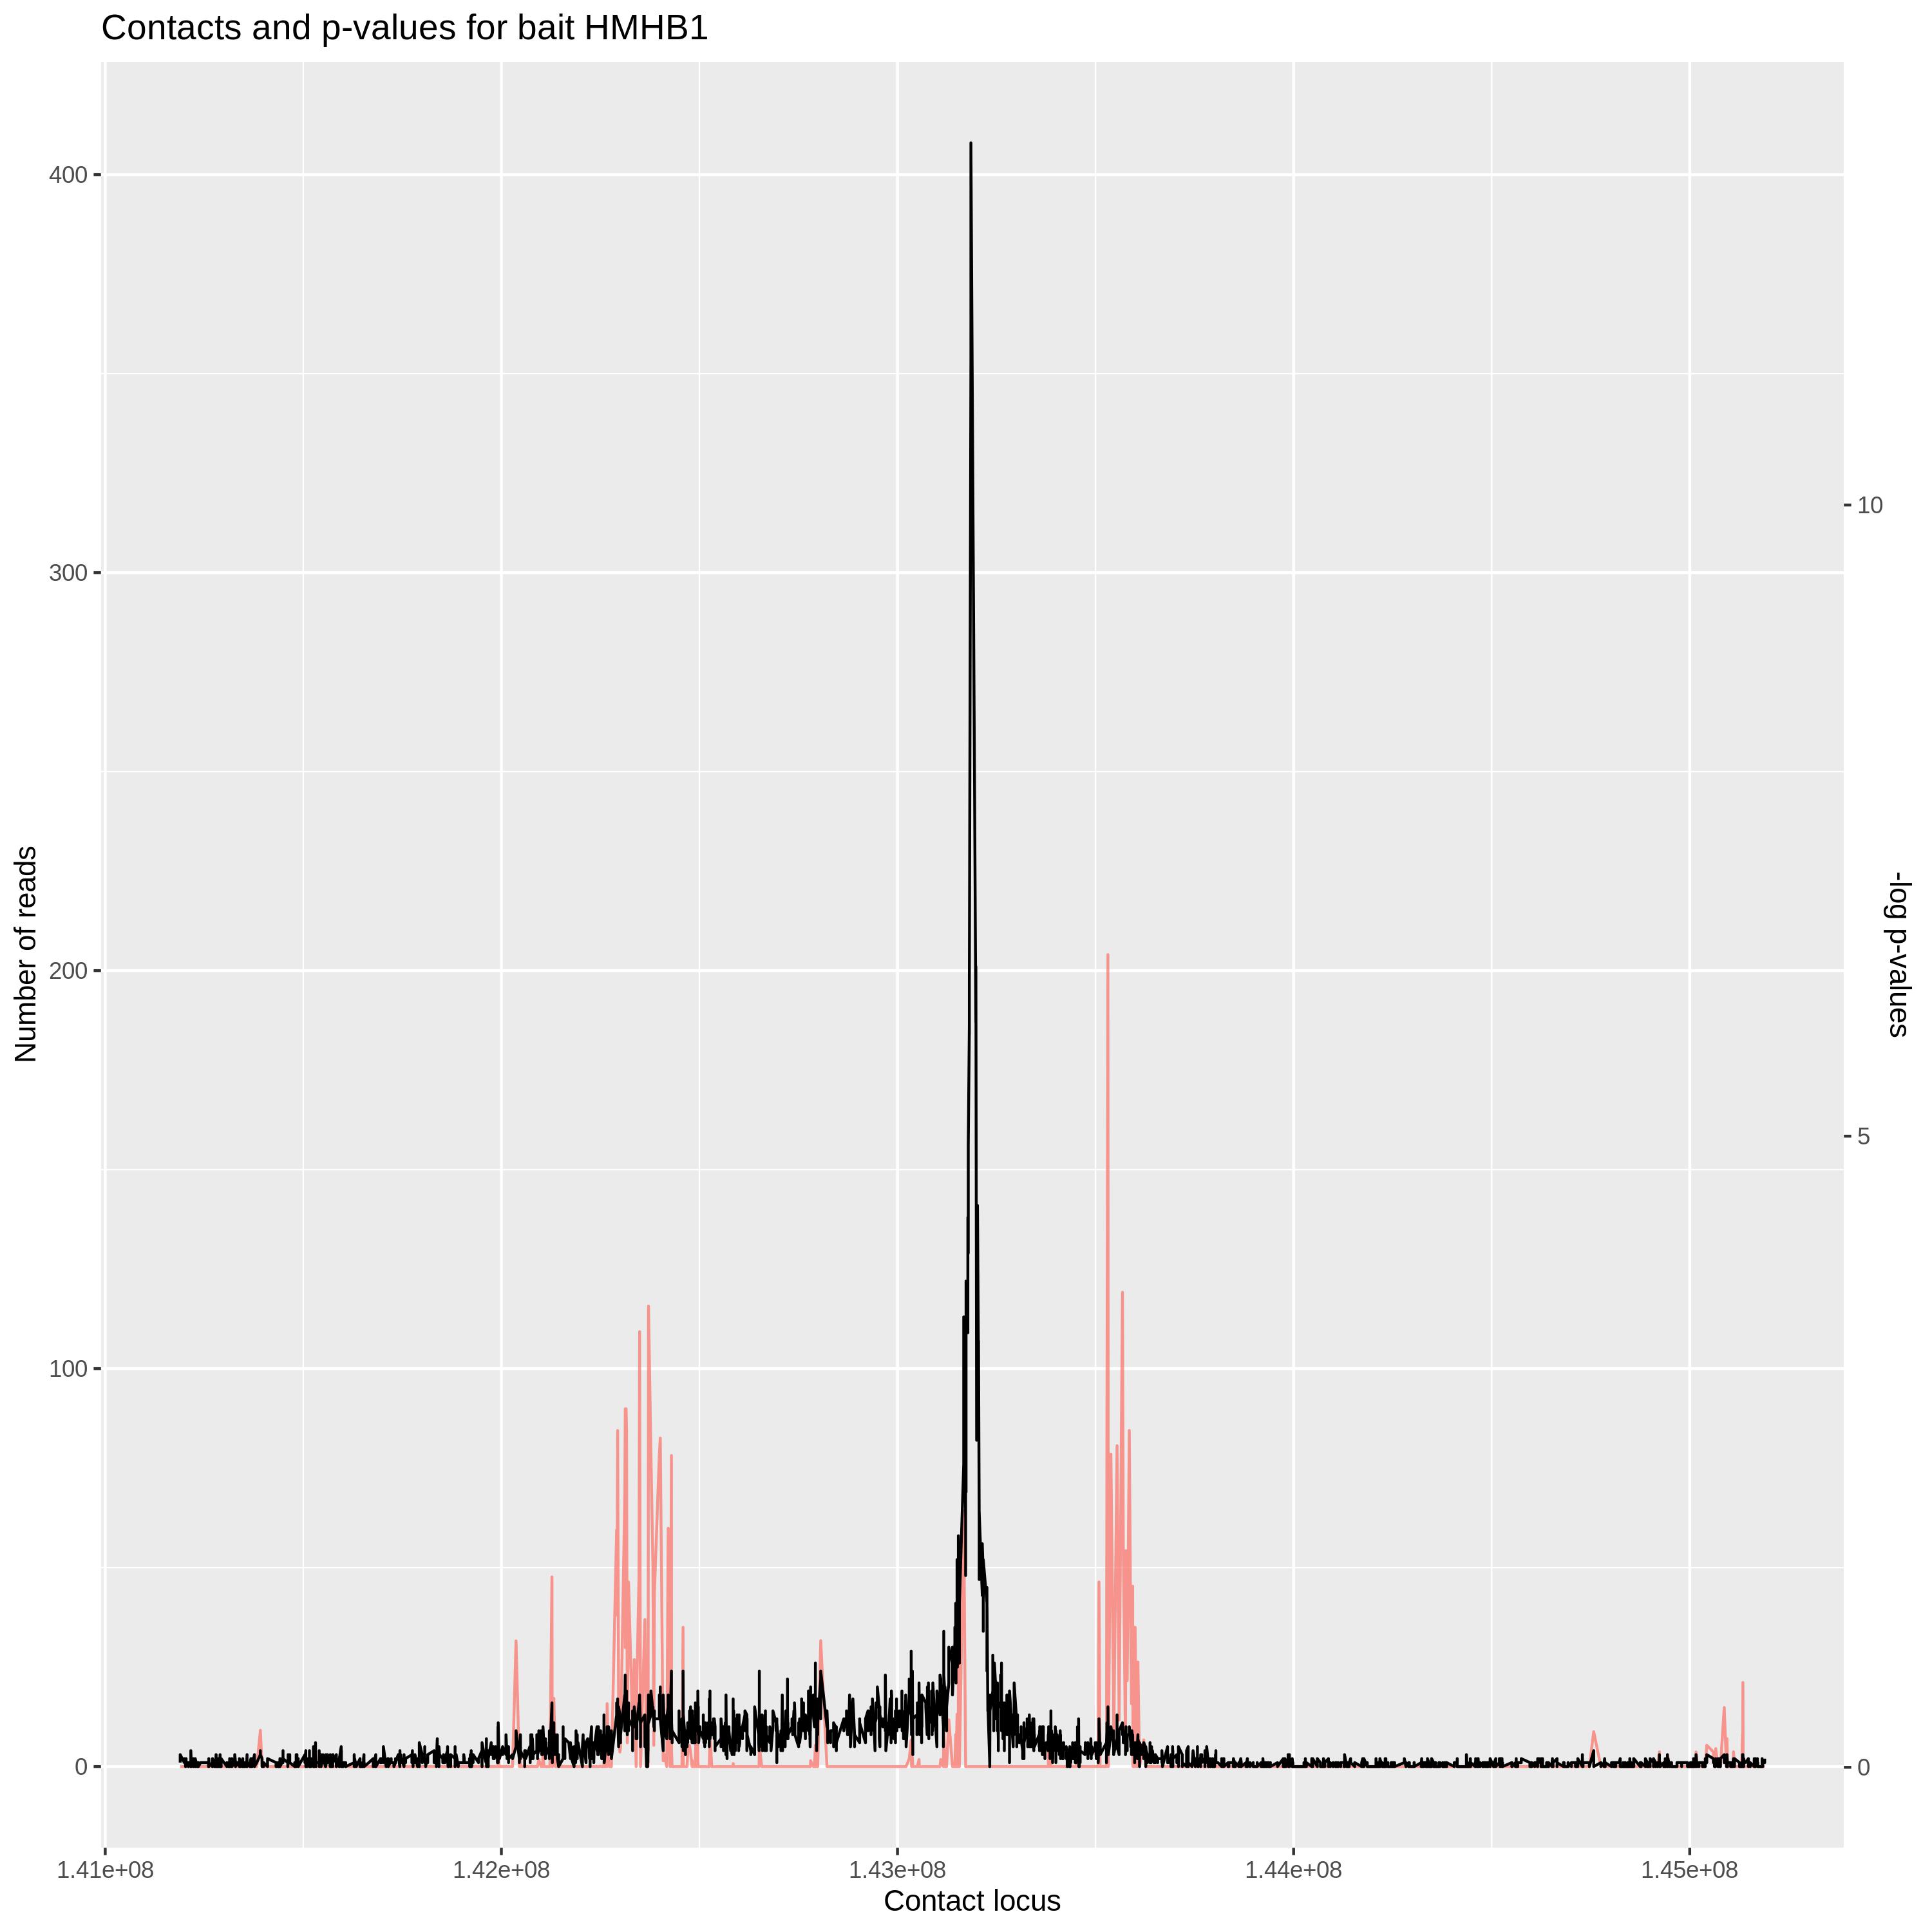 Contacts and p-values for bait HMHB1
400
300
200
100
0
Number of reads
10
5
0
-log p-values
1.41e+08
1.42e+08
1.43e+08
1.44e+08
1.45e+08
Contact locus